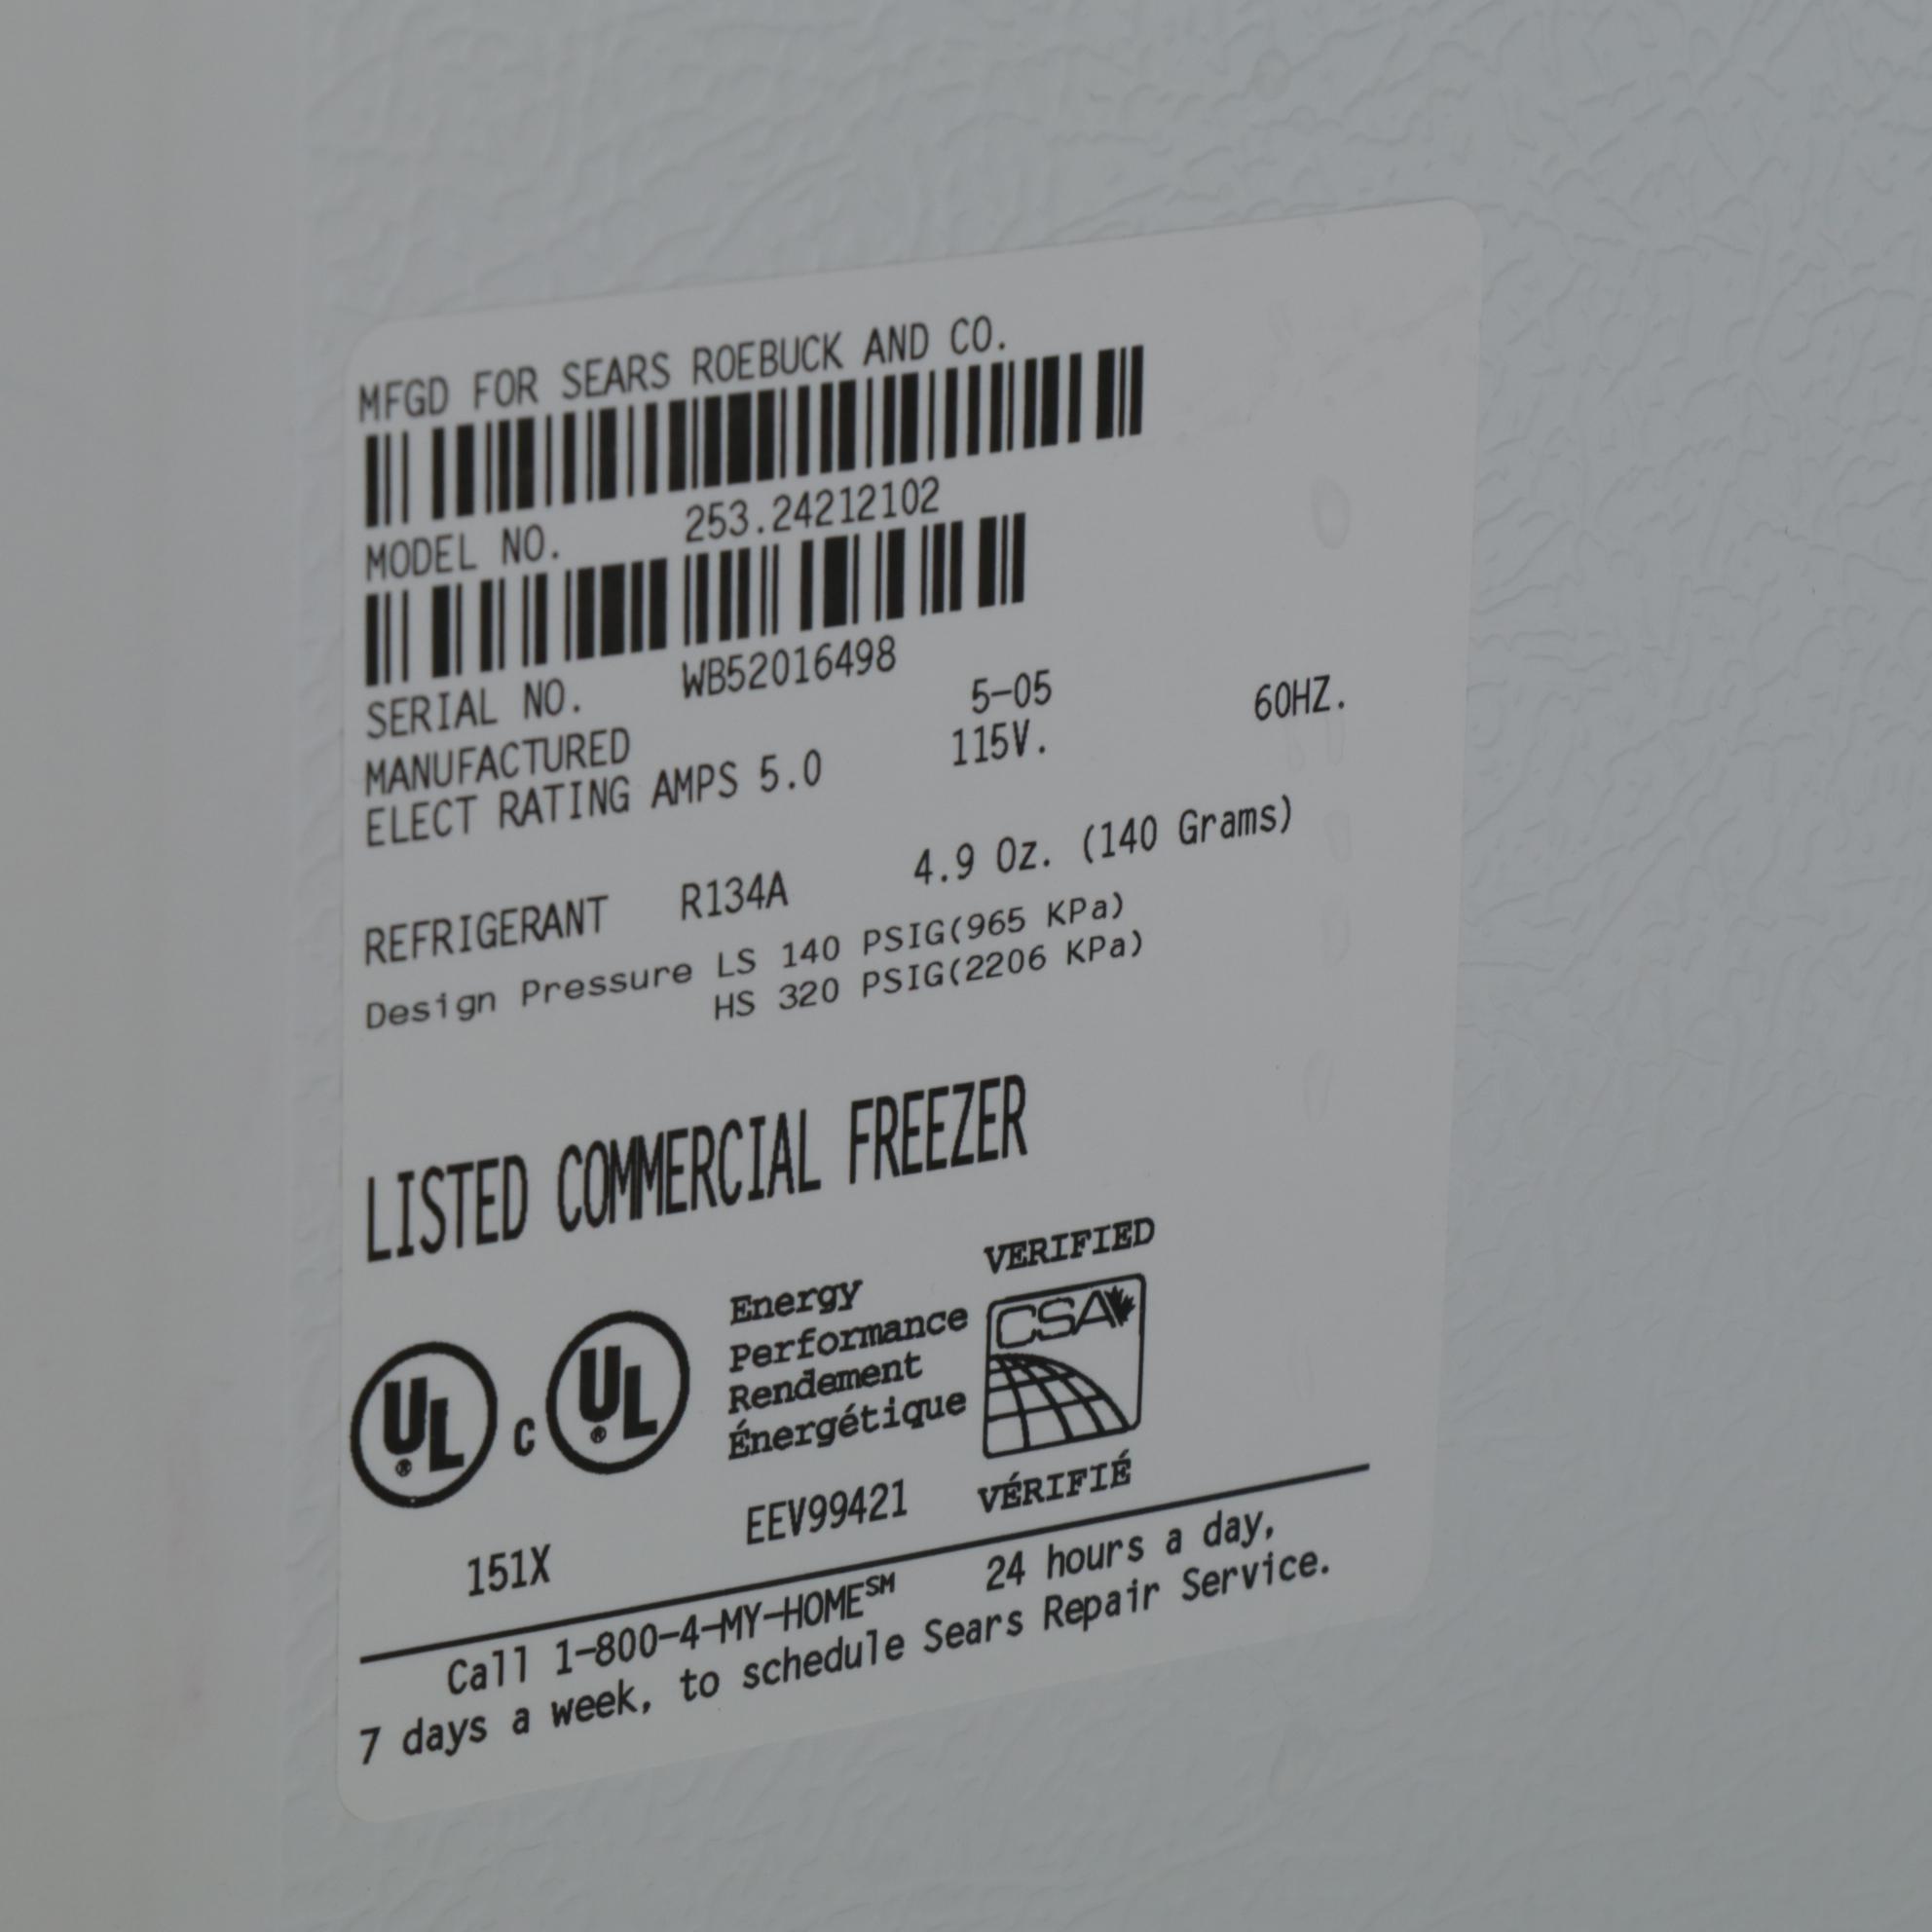 MFGD FOR SEARS ROEBUCK AND CO.
MODEL NO. 253.24212102
SERIAL NO. WB52016498
MANUFACTURED 5-05
ELECT RATING AMPS 5.0 115V. 60HZ.
REFRIGERANT R134A 4.9 Oz. (140 Grams)
Design Pressure LS 140 PSIG(965 KPa)
HS 320 PSIG(2206 KPa)
LISTED COMMERCIAL FREEZER
VERIFIED
Energy
Performance
Rendement
Énergétique
CSA
UL ® C UL ®
VÉRIFIÉ
151X EEV99421
Call 1-800-4-MY-HOME℠ 24 hours a day,
7 days a week, to schedule Sears Repair Service.